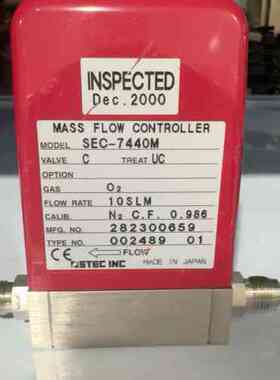 INSPECTED
Dec. 2000
MASS FLOW CONTROLLER
MODEL SEC-7440M
VALVE C TREAT UC
OPTION
GAS O₂
FLOW RATE 10SLM
CALIB. N₂ C.F. 0.986
MFG. NO. 282300659
TYPE NO. 002489 01
CE ← FLOW
STEC INC MADE IN JAPAN